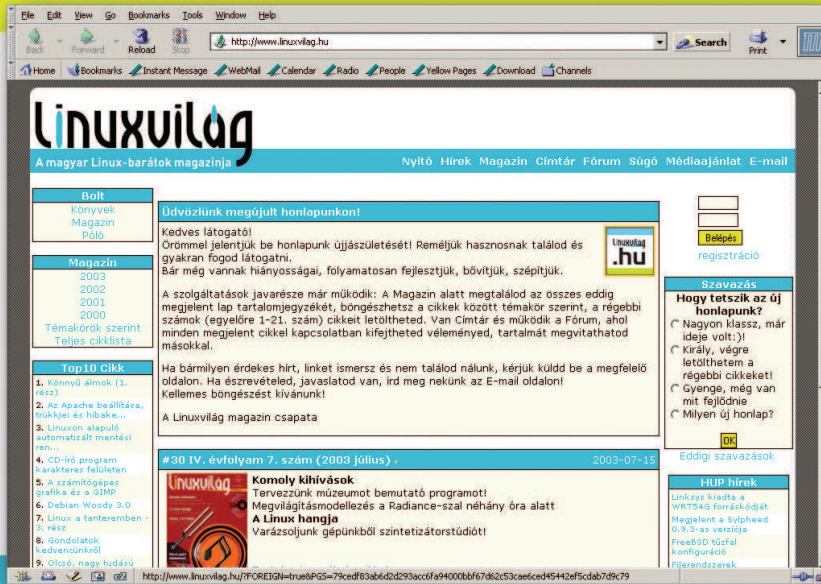 File Edit View Go Bookmarks Tools Window Help
Back Forward Reload Stop http://www.linuxvilag.hu Search Print
Home Bookmarks Instant Message WebMail Calendar Radio People Yellow Pages Download Channels
Linuxvilág
A magyar Linux-barátok magazinja
Nyitó Hírek Magazin Címtár Fórum Súgó Médiaajánlat E-mail
Bolt
Könyvek
Magazin
Póló
Magazin
2003
2002
2001
2000
Témakörök szerint
Teljes cikklista
Top10 Cikk
1. Könnyű álmok (1.
rész)
2. Az Apache beállítása,
trükkjei és hibake...
3. Linuxon alapuló
automatizált mentési
ren...
4. CD-író program
karakteres felületen
5. A számítógépes
grafika és a GIMP
6. Debian Woody 3.0
7. Linux a tanteremben -
3. rész
8. Gondolatok
kedvencünkről
9. Olcsó, nagy tudású
Üdvözlünk megújult honlapunkon!
Kedves látogató!
Örömmel jelentjük be honlapunk újjászületését! Reméljük hasznosnak találod és
gyakran fogod látogatni.
Bár még vannak hiányosságai, folyamatosan fejlesztjük, bővítjük, szépítjük.
Linuxvilág
.hu
A szolgáltatások javarésze már működik: A Magazin alatt megtalálod az összes eddig
megjelent lap tartalomjegyzékét, böngészhetsz a cikkek között témakör szerint, a régebbi
számok (egyelőre 1-21. szám) cikkeit letöltheted. Van Címtár és működik a Fórum, ahol
minden megjelent cikkel kapcsolatban kifejtheted véleményed, tartalmát megvitathatod
másokkal.
Ha bármilyen érdekes hírt, linket ismersz és nem találod nálunk, kérjük küldd be a megfelelő
oldalon. Ha észrevételed, javaslatod van, írd meg nekünk az E-mail oldalon!
Kellemes böngészést kívánunk!
A Linuxvilág magazin csapata
#30 IV. évfolyam 7. szám (2003 július)
2003-07-15
Linuxvilág
Komoly kihívások
Tervezzünk múzeumot bemutató programot!
Megvilágításmodellezés a Radiance-szal néhány óra alatt
A Linux hangja
Varázsoljunk gépünkből szintetizátorstúdiót!
Belépés
regisztráció
Szavazás
Hogy tetszik az új
honlapunk?
Nagyon klassz, már
ideje volt:)!
Király, végre
letölthetem a
régebbi cikkeket!
Gyenge, még van
mit fejlődnie
Milyen új honlap?
OK
Eddigi szavazások
HUP hírek
Linksys kiadta a
WRT54G forráskódját
Megjelent a Sylpheed
0.9.3-as verziója
FreeBSD tűzfal
konfiguráció
Filerendszerek
http://www.linuxvilag.hu/?FOREIGN=true&PGS=79cedf83ab6d2d293acc6fa94000bbf67d62c53cae6ced45442ef5cdab7d9c79